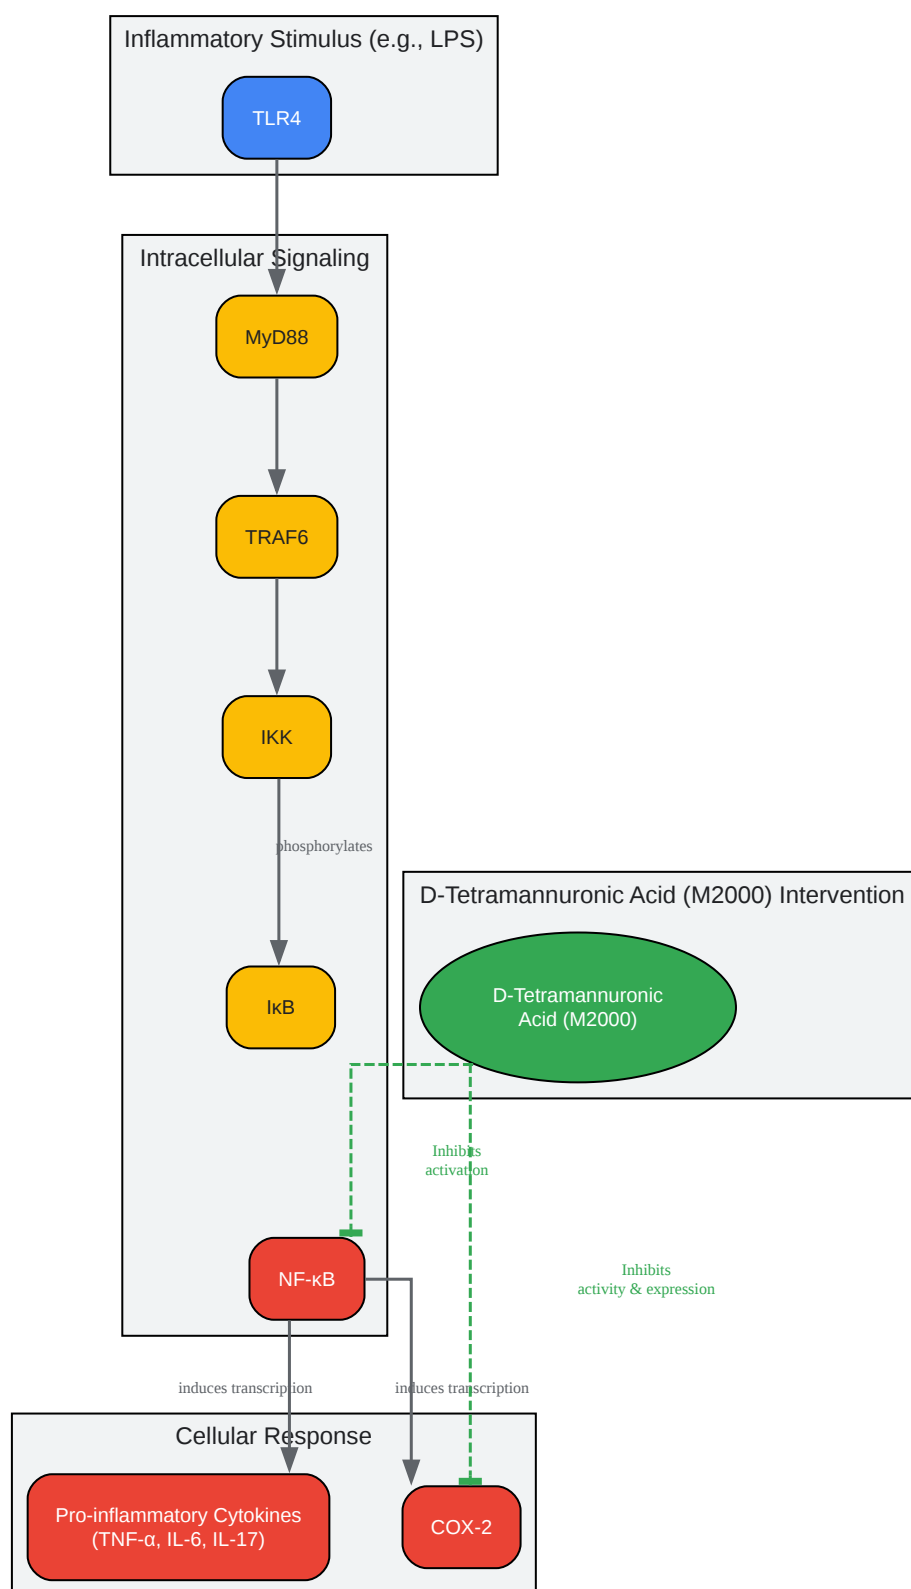 Inflammatory Stimulus (e.g., LPS)
TLR4
Intracellular Signaling
MyD88
TRAF6
IKK
phosphorylates
D-Tetramannuronic Acid (M2000) Intervention
D-Tetramannuronic
Acid (M2000)
IκB
Inhibits
activation
NF-κB
Inhibits
activity & expression
induces transcription
induces transcription
Cellular Response
Pro-inflammatory Cytokines
(TNF-α, IL-6, IL-17)
COX-2